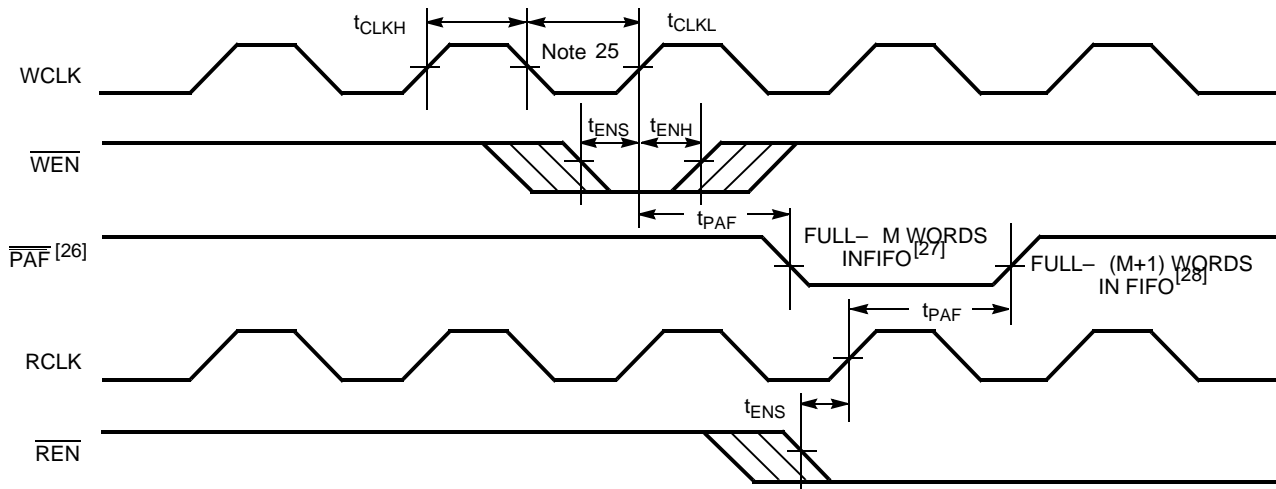 tCLKH
tCLKL
Note 25
WCLK
tENS
tENH
WEN
tPAF
PAF [26]
FULL– M WORDS
INFIFO[27]
FULL– (M+1) WORDS
IN FIFO[28]
tPAF
RCLK
tENS
REN